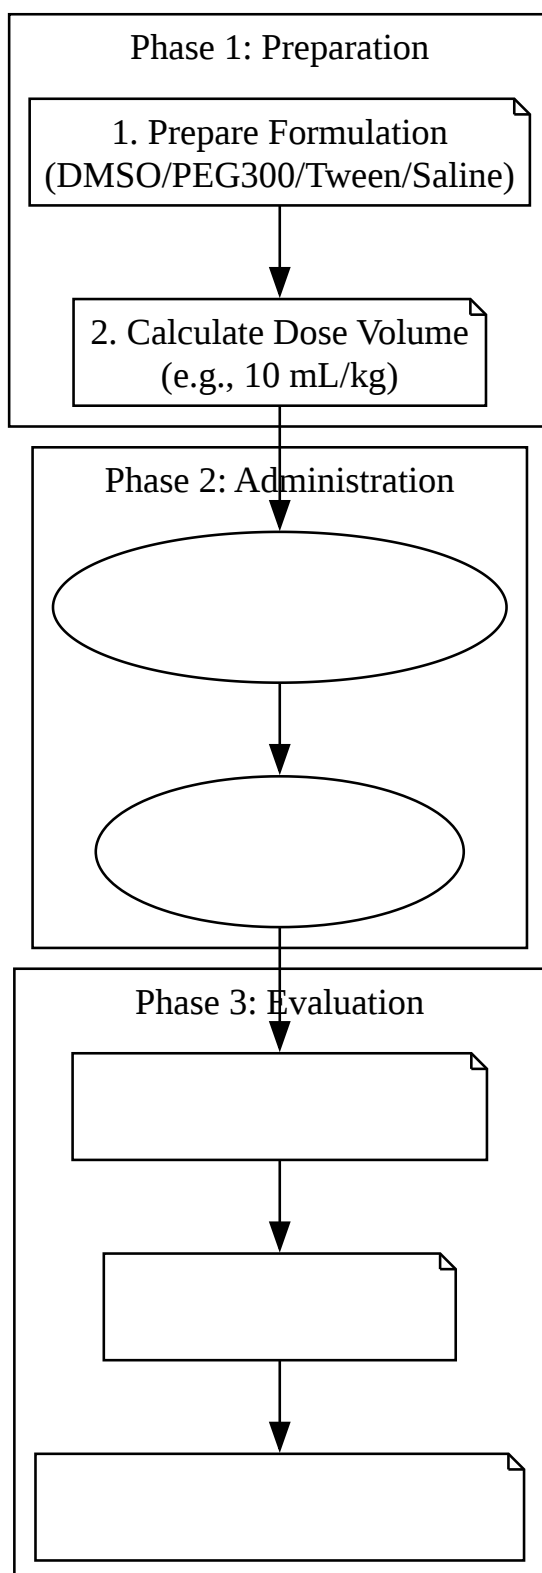 Phase 1: Preparation
1. Prepare Formulation
(DMSO/PEG300/Tween/Saline)
2. Calculate Dose Volume
(e.g., 10 mL/kg)
Phase 2: Administration
Phase 3: Evaluation